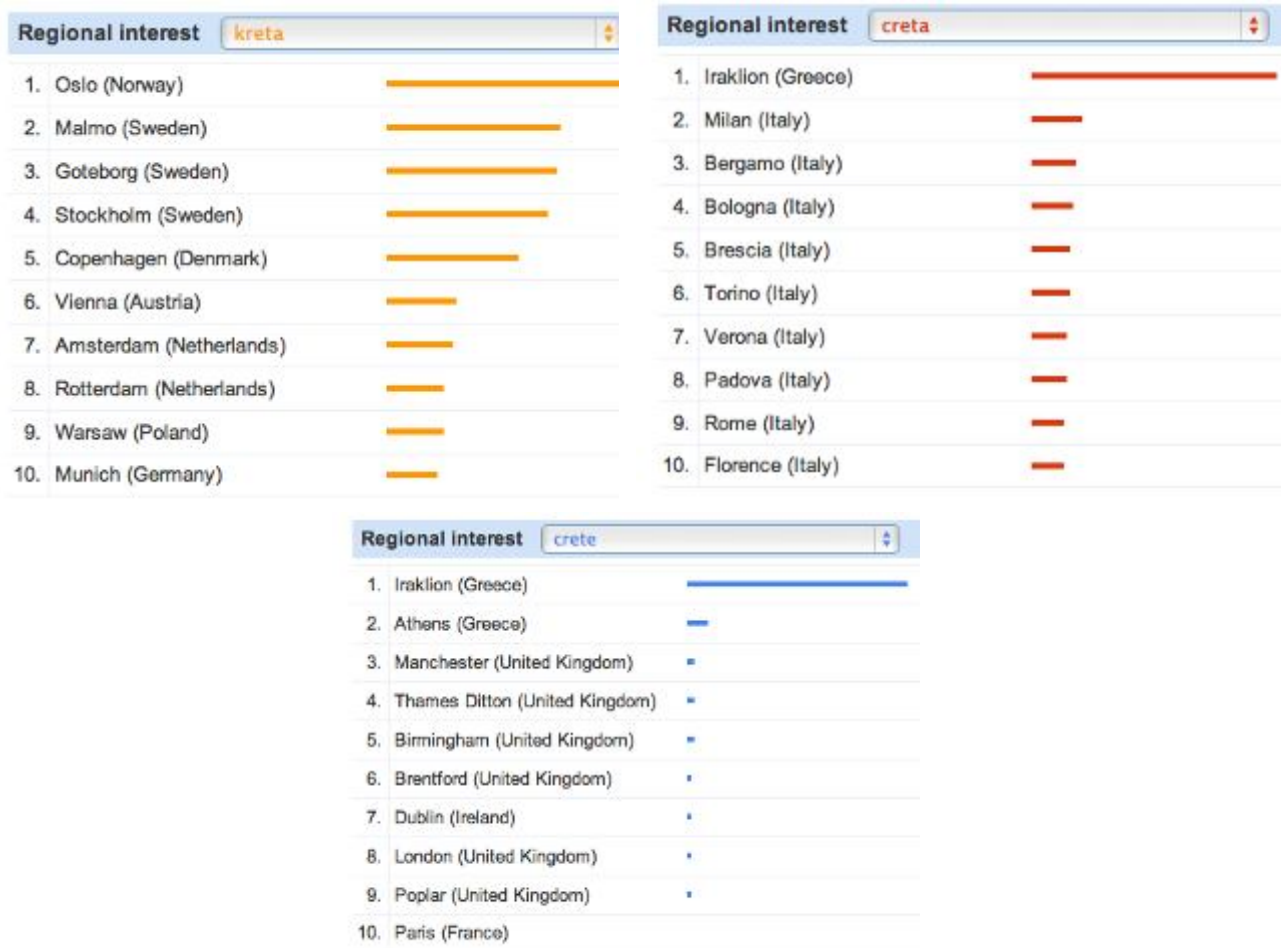 Regional interest kreta
1. Oslo (Norway)
2. Malmo (Sweden)
3. Goteborg (Sweden)
4. Stockholm (Sweden)
5. Copenhagen (Denmark)
6. Vienna (Austria)
7. Amsterdam (Netherlands)
8. Rotterdam (Netherlands)
9. Warsaw (Poland)
10. Munich (Germany)
Regional interest creta
1. Iraklion (Greece)
2. Milan (Italy)
3. Bergamo (Italy)
4. Bologna (Italy)
5. Brescia (Italy)
6. Torino (Italy)
7. Verona (Italy)
8. Padova (Italy)
9. Rome (Italy)
10. Florence (Italy)
Regional interest crete
1. Iraklion (Greece)
2. Athens (Greece)
3. Manchester (United Kingdom)
4. Thames Ditton (United Kingdom)
5. Birmingham (United Kingdom)
6. Brentford (United Kingdom)
7. Dublin (Ireland)
8. London (United Kingdom)
9. Poplar (United Kingdom)
10. Paris (France)